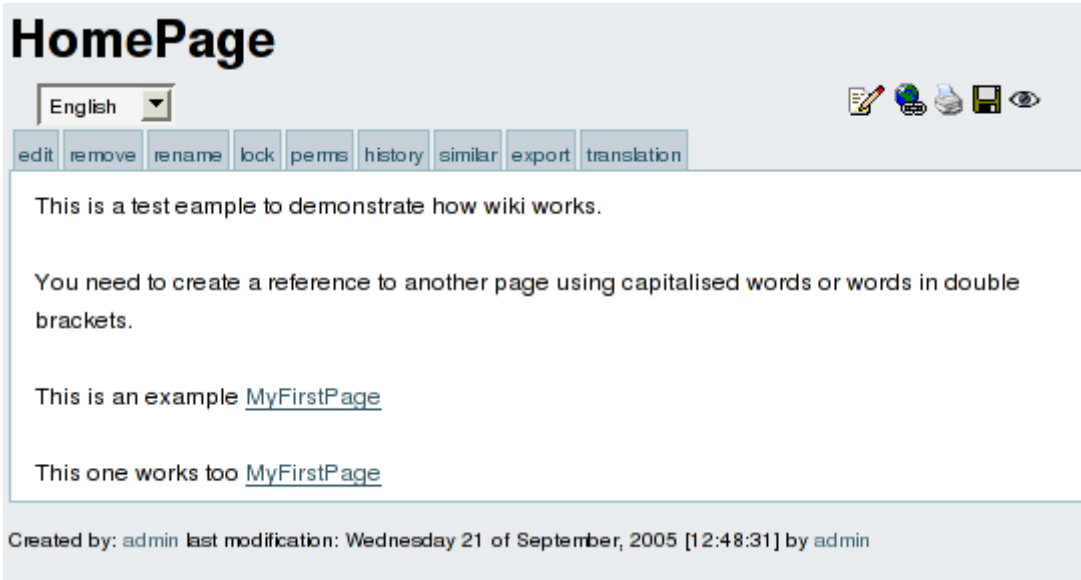 HomePage
English
edit remove rename lock perms history similar export translation
This is a test eample to demonstrate how wiki works.
You need to create a reference to another page using capitalised words or words in double
brackets.
This is an example MyFirstPage
This one works too MyFirstPage
Created by: admin last modification: Wednesday 21 of September, 2005 [12:48:31] by admin